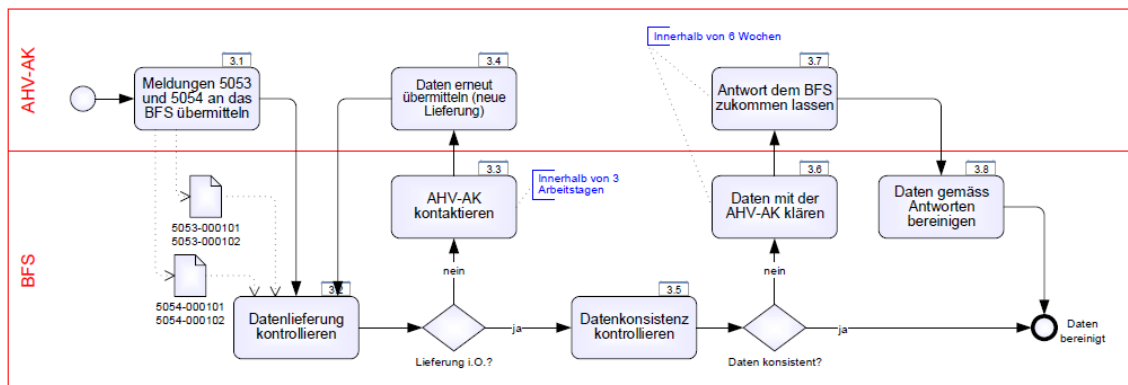 AHV-AK
3.1
Meldungen 5053
und 5054 an das
BFS übermitteln
3.4
Daten erneut
übermitteln (neue
Lieferung)
Innerhalb von 6 Wochen
3.7
Antwort dem BFS
zukommen lassen
BFS
3.3
AHV-AK
kontaktieren
Innerhalb von 3
Arbeitstagen
3.6
Daten mit der
AHV-AK klären
3.8
Daten gemäss
Antworten
bereinigen
5053-000101
5053-000102
5054-000101
5054-000102
3.2
Datenlieferung
kontrollieren
nein
Lieferung i.O.?
ja
3.5
Datenkonsistenz
kontrollieren
nein
Daten konsistent?
ja
Daten
bereinigt